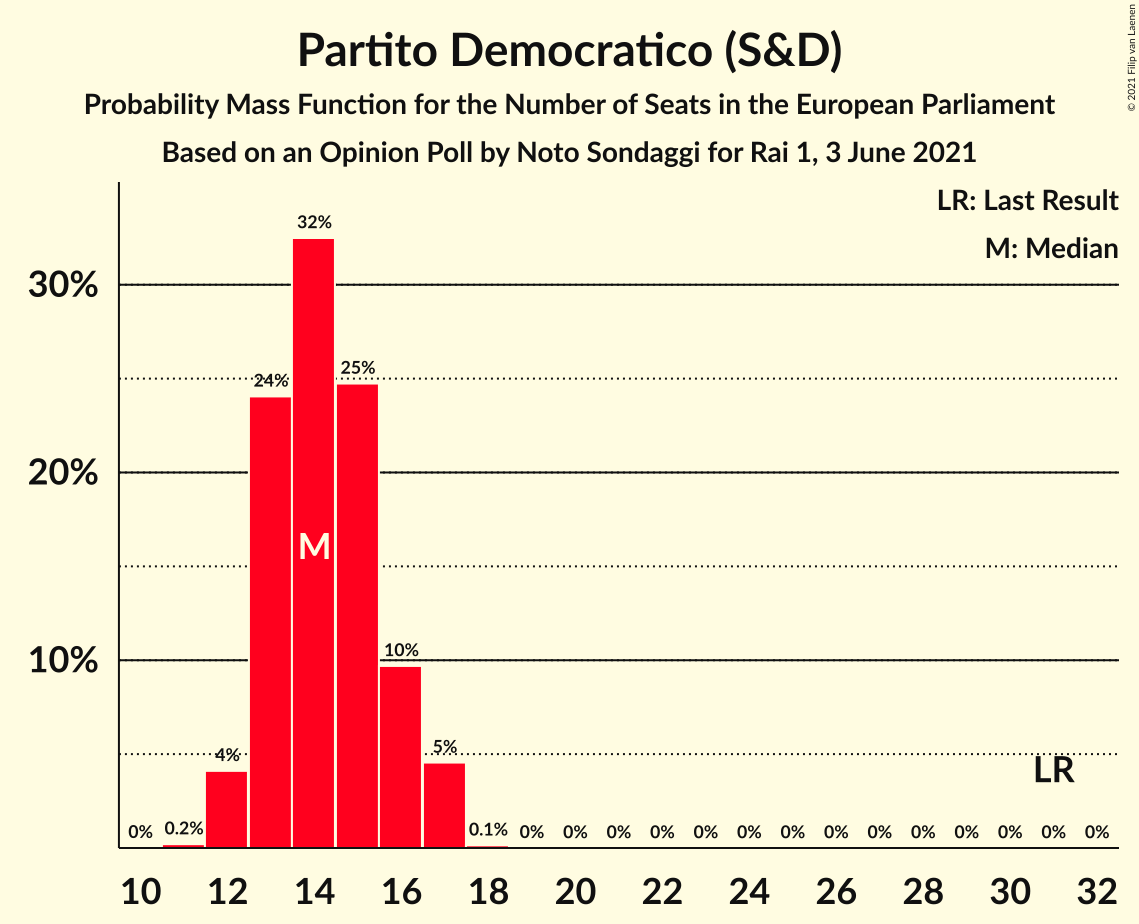 Partito Democratico (S&D)
Probability Mass Function for the Number of Seats in the European Parliament
Based on an Opinion Poll by Noto Sondaggi for Rai 1, 3 June 2021
© 2021 Filip van Laenen
LR: Last Result
M: Median
30%
20%
10%
0% 0.2% 4% 24% 32% 25% 10% 5% 0.1% 0% 0% 0% 0% 0% 0% 0% 0% 0% 0% 0% 0% 0% 0%
M
LR
10 12 14 16 18 20 22 24 26 28 30 32